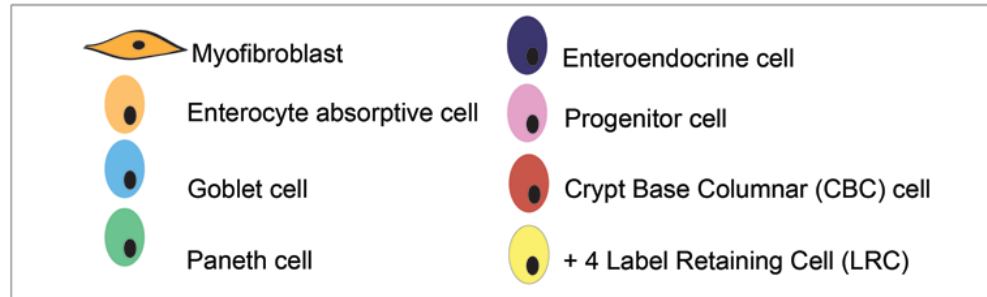 Myofibroblast
Enterocyte absorptive cell
Goblet cell
Paneth cell
Enteroendocrine cell
Progenitor cell
Crypt Base Columnar (CBC) cell
+ 4 Label Retaining Cell (LRC)